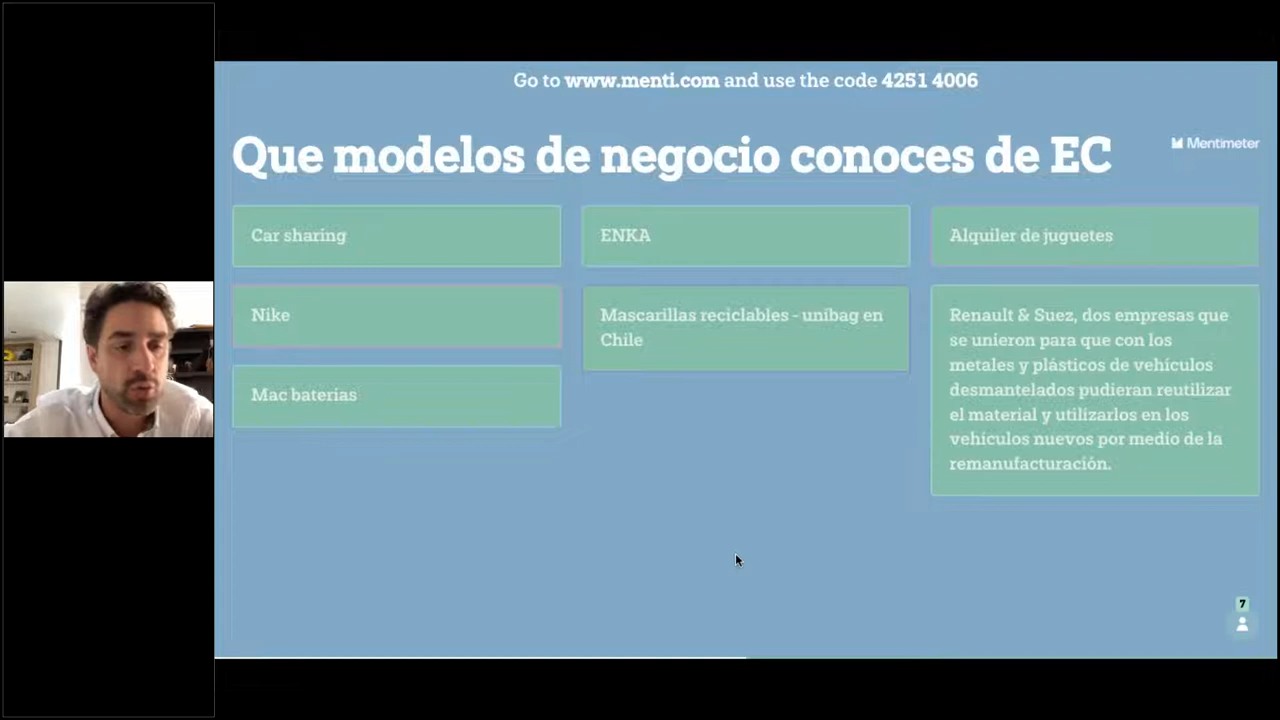 Go to www.menti.com and use the code 4251 4006
Que modelos de negocio conoces de EC
Mentimeter
Car sharing
ENKA
Alquiler de juguetes
Nike
Mascarillas reciclables - unibag en
Chile
Renault & Suez, dos empresas que
se unieron para que con los
metales y plásticos de vehículos
desmantelados pudieran reutilizar
el material y utilizarlos en los
vehículos nuevos por medio de la
remanufacturación.
Mac baterias
7